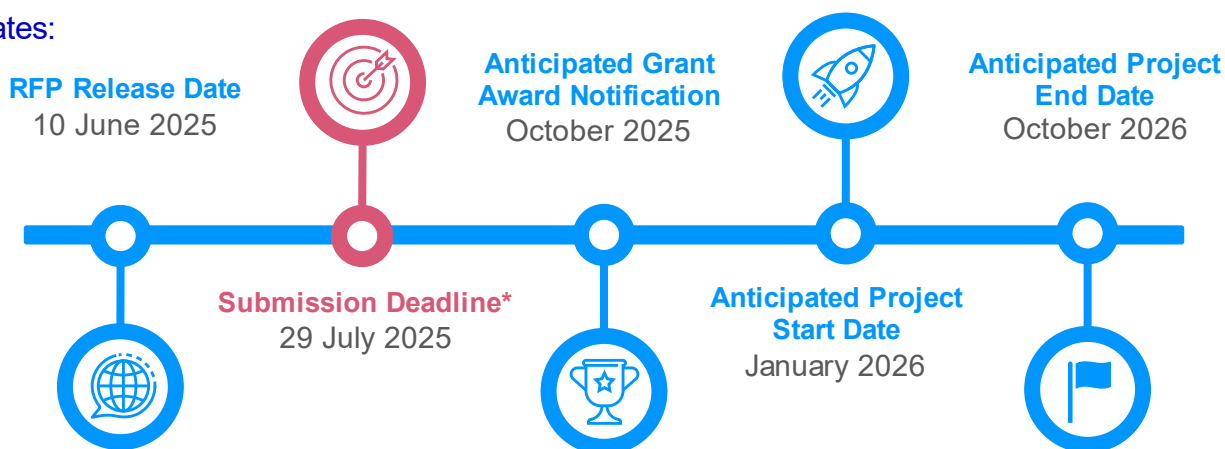 ates:
RFP Release Date
10 June 2025
Submission Deadline*
29 July 2025
Anticipated Grant
Award Notification
October 2025
Anticipated Project
Start Date
January 2026
Anticipated Project
End Date
October 2026